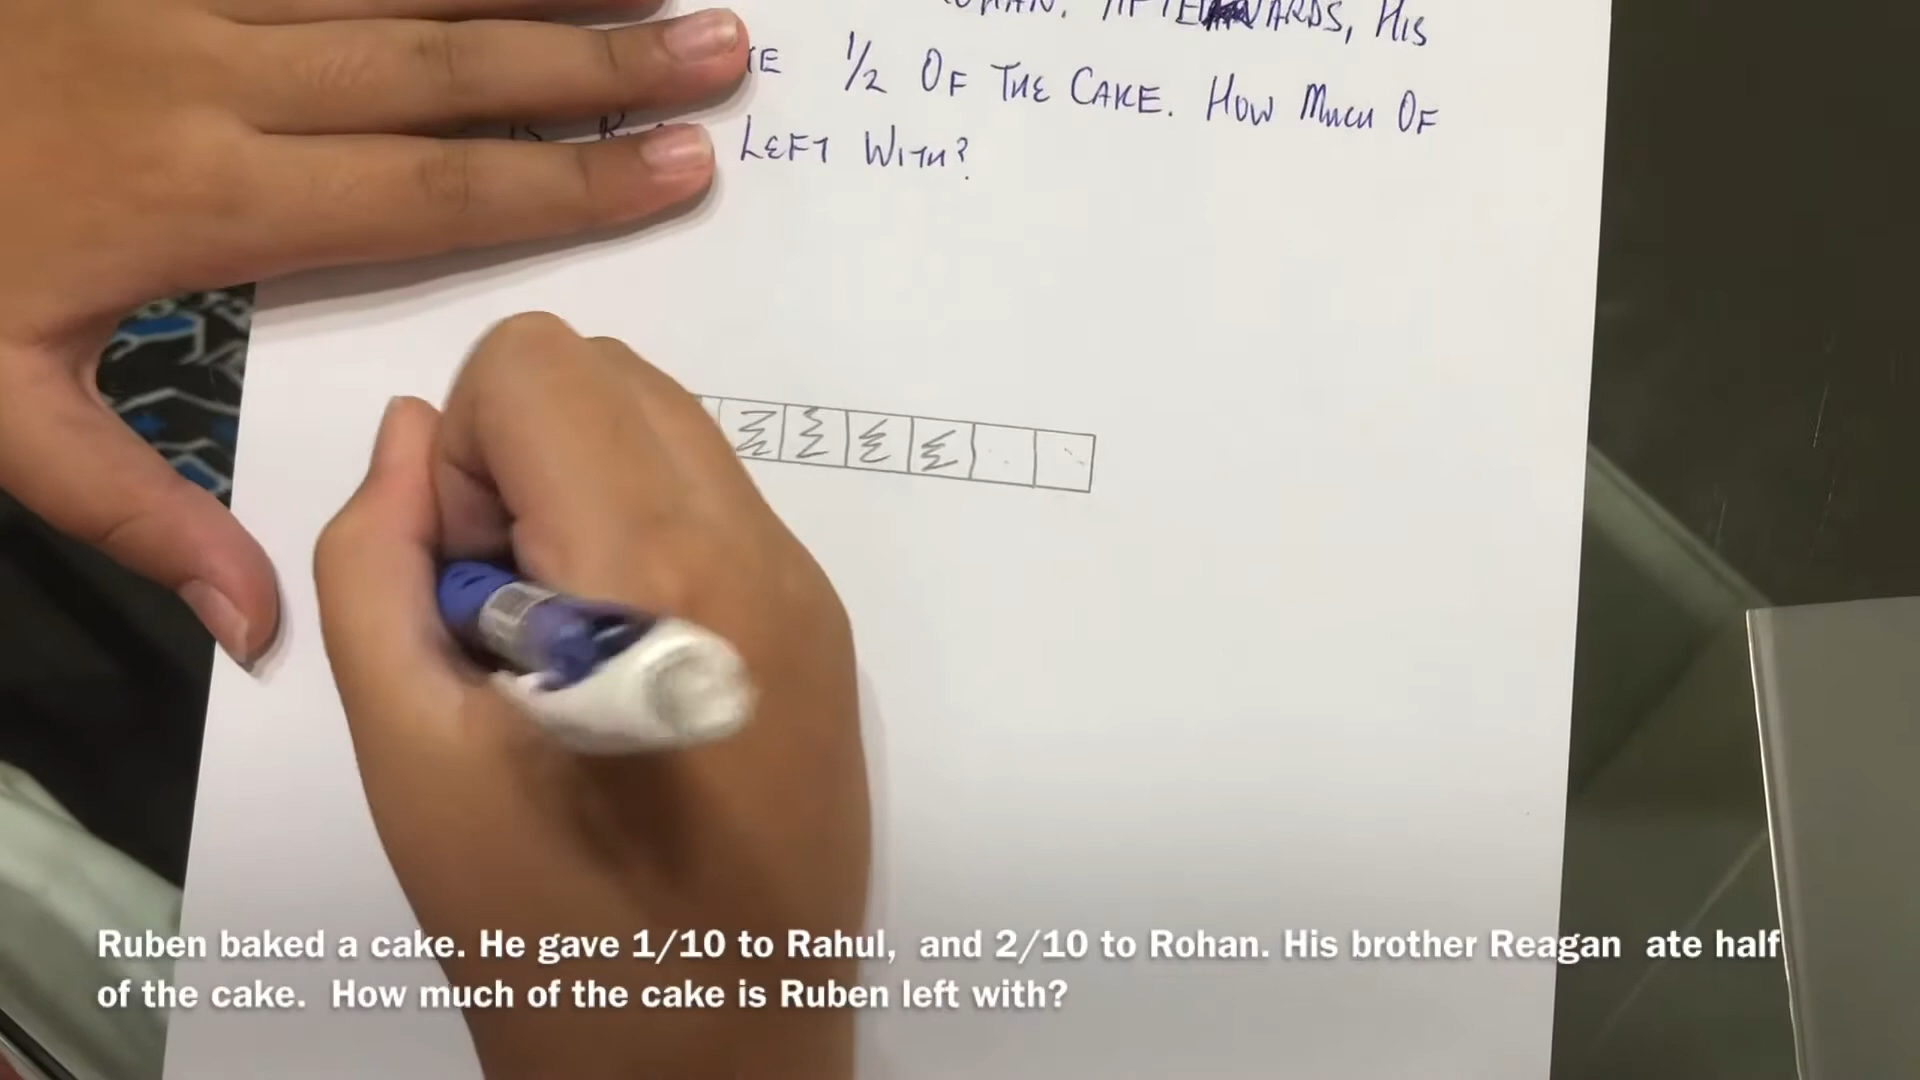 AFTERWARDS, HIS
1/2 OF THE CAKE. HOW MUCH OF
LEFT WITH?
Ruben baked a cake. He gave 1/10 to Rahul, and 2/10 to Rohan. His brother Reagan ate half
of the cake. How much of the cake is Ruben left with?